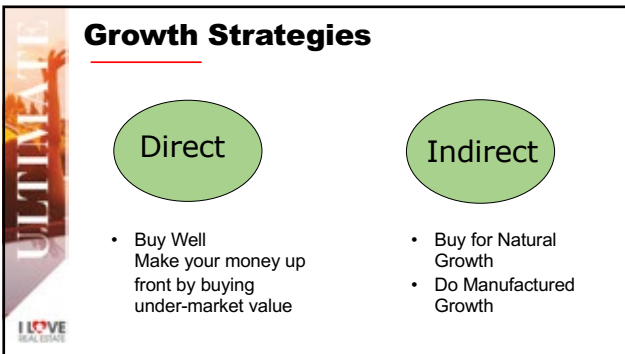 Growth Strategies
ULTIMATE
Direct
Indirect
• Buy Well
Make your money up
front by buying
under-market value
• Buy for Natural
Growth
• Do Manufactured
Growth
I LOVE
REAL ESTATE